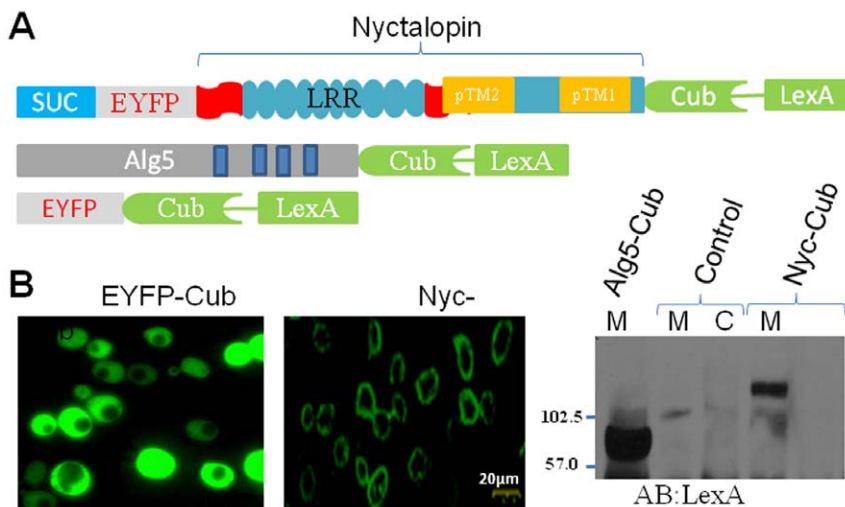 A
Nyctalopin
SUC EYFP LRR pTM2 pTM1 Cub LexA
Alg5 Cub LexA
EYFP Cub LexA
B
EYFP-Cub
Nyc-
20μm
Alg5-Cub
Control
Nyc-Cub
M M C M
102.5
57.0
AB:LexA